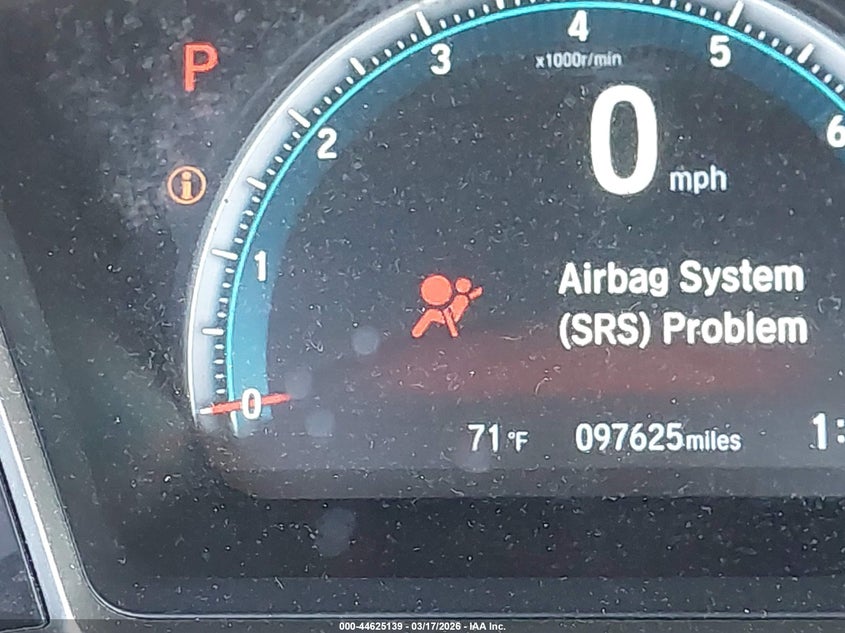 P
4
3
5
x1000r/min
2
6
0 mph
i
1
Airbag System
(SRS) Problem
0
71°F 097625miles 1:
000-44625139 - 03/17/2026 - IAA Inc.